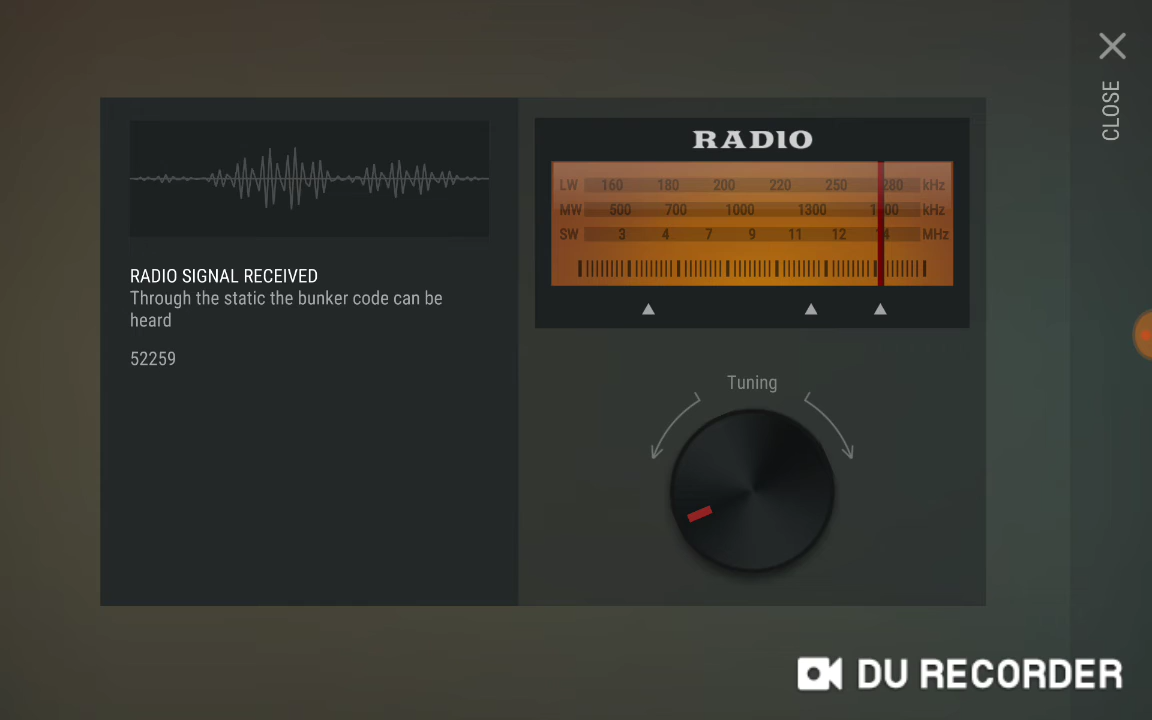 CLOSE
RADIO SIGNAL RECEIVED
Through the static the bunker code can be
heard
52259
RADIO
LW 160 180 200 220 250 280 kHz
MW 500 700 1000 1300 kHz
SW 3 4 7 9 11 12 14 MHz
Tuning
DU RECORDER